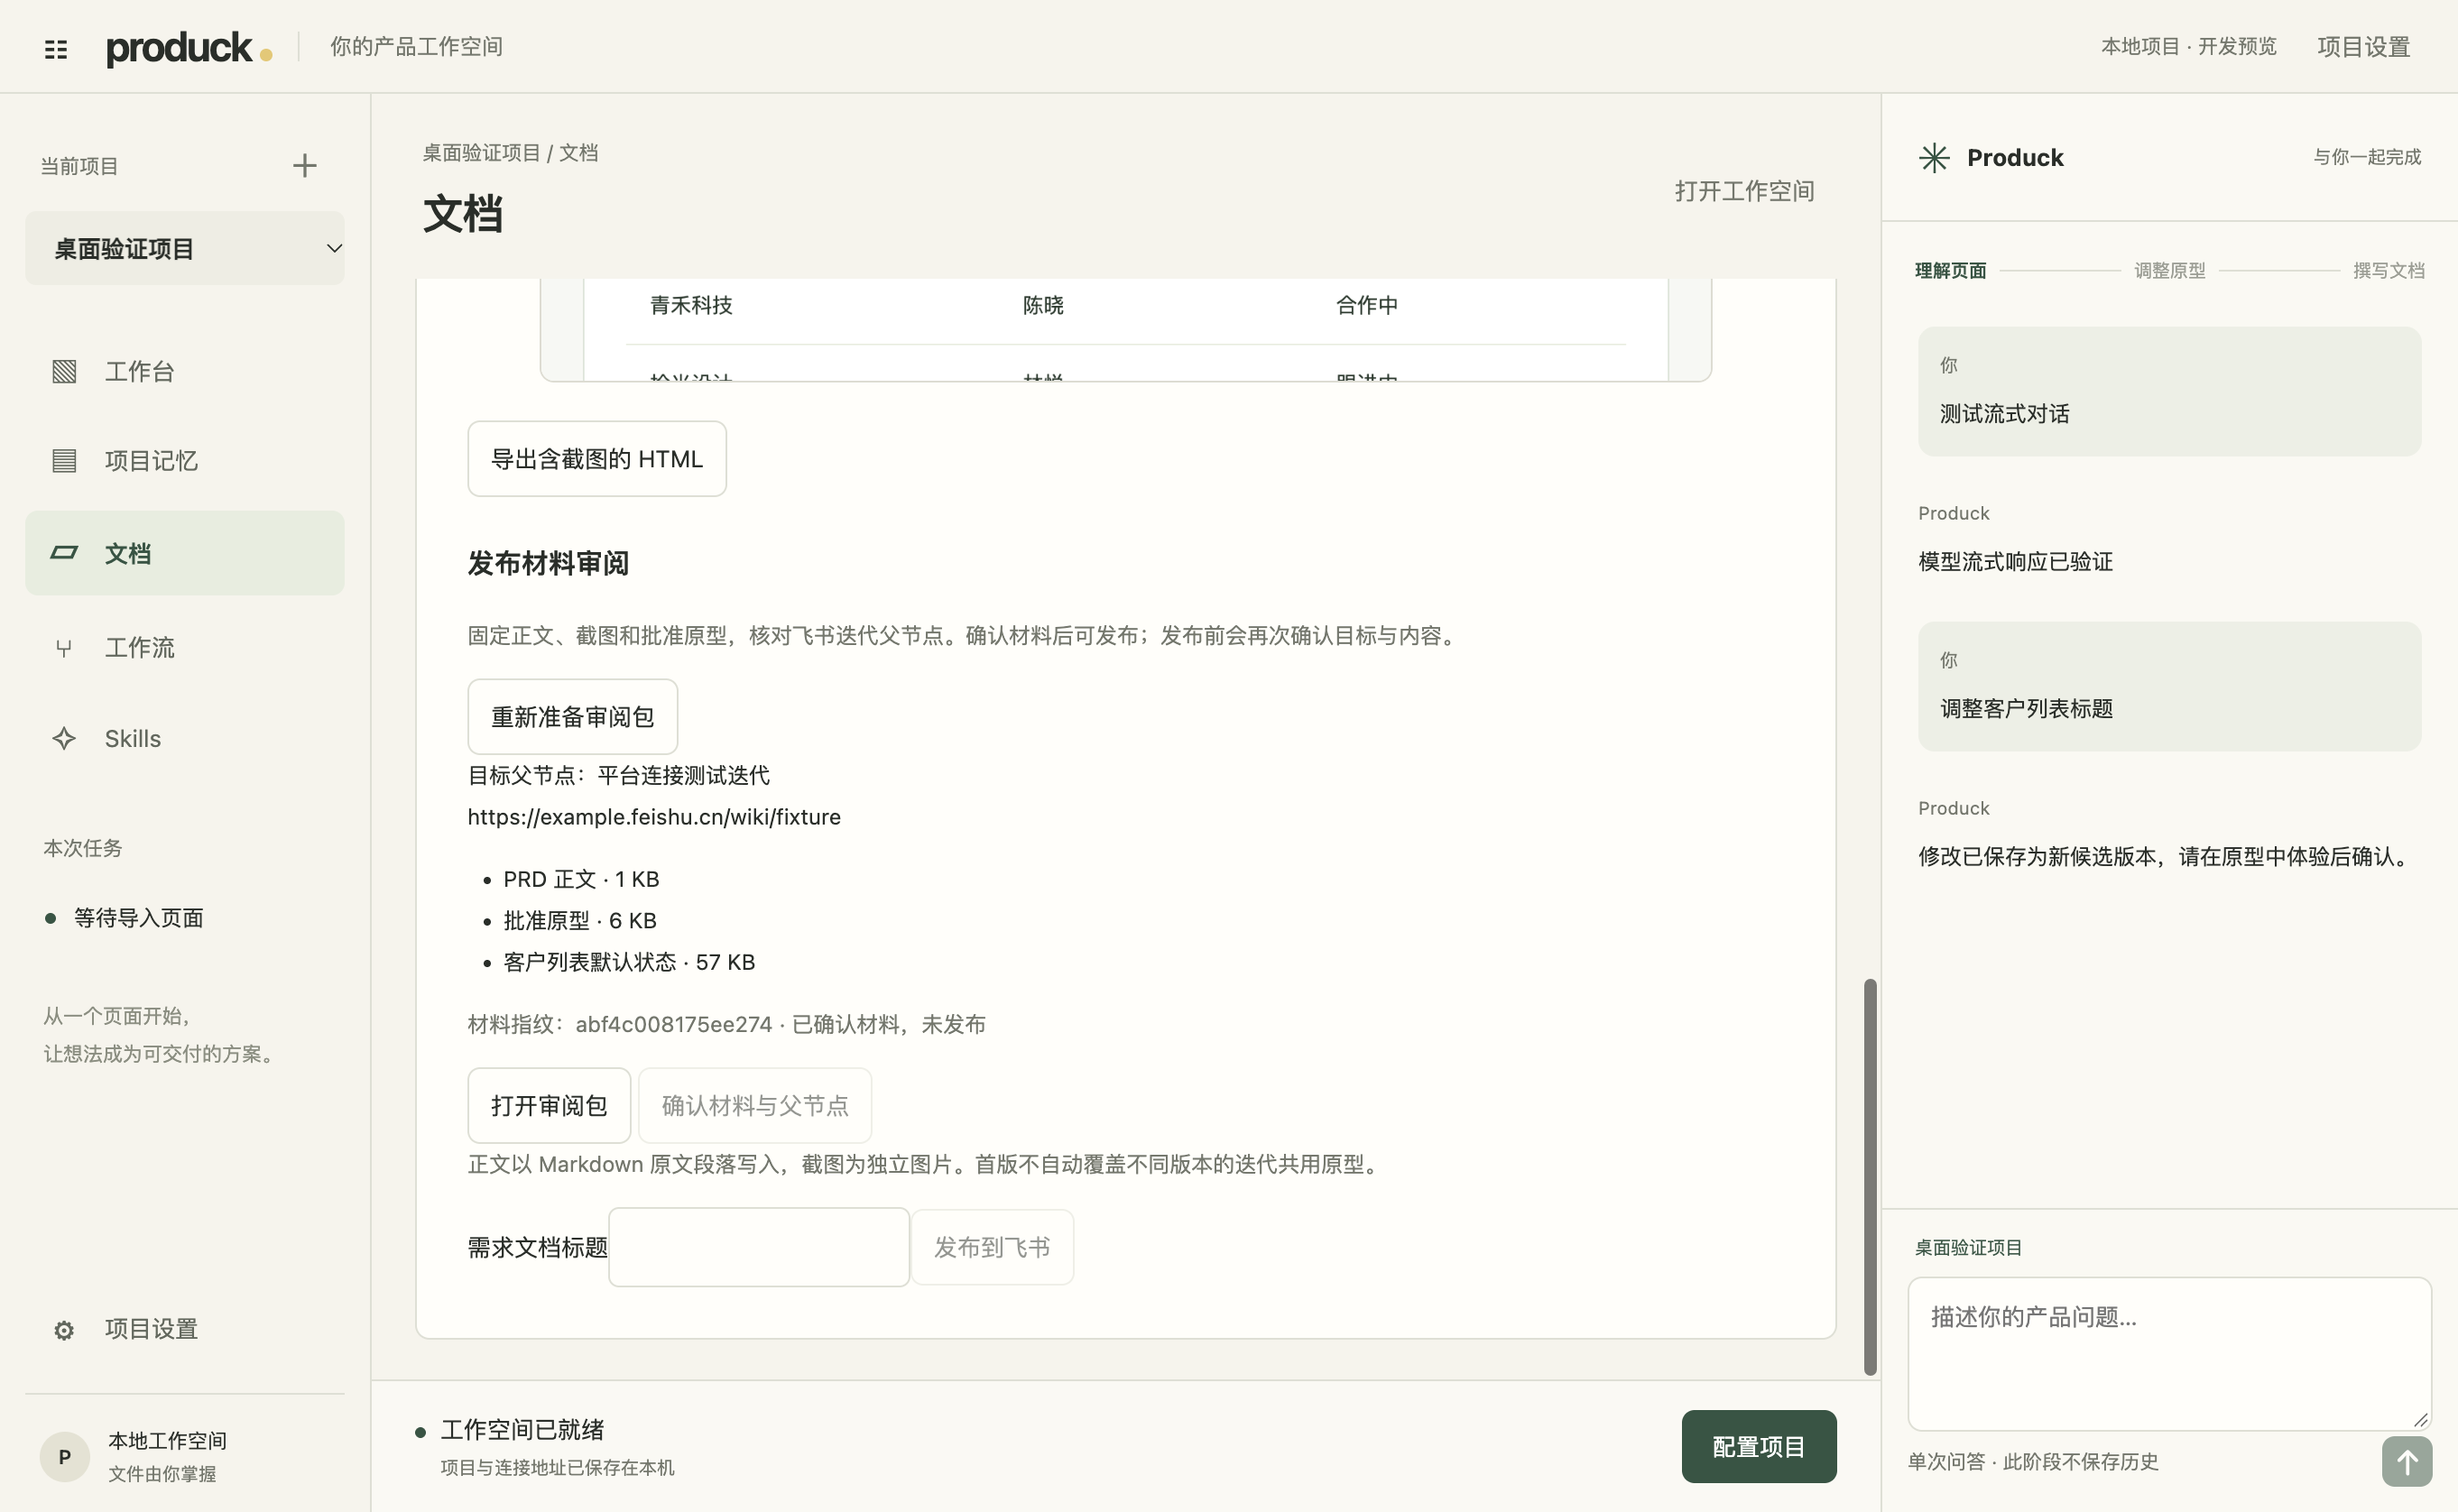 produck.
你的产品工作空间
本地项目 · 开发预览
项目设置
当前项目
桌面验证项目
工作台
项目记忆
文档
工作流
Skills
本次任务
等待导入页面
从一个页面开始，
让想法成为可交付的方案。
项目设置
P
本地工作空间
文件由你掌握
桌面验证项目 / 文档
文档
打开工作空间
青禾科技 陈晓 合作中
导出含截图的 HTML
发布材料审阅
固定正文、截图和批准原型，核对飞书迭代父节点。确认材料后可发布；发布前会再次确认目标与内容。
重新准备审阅包
目标父节点：平台连接测试迭代
https://example.feishu.cn/wiki/fixture
PRD 正文 · 1 KB
批准原型 · 6 KB
客户列表默认状态 · 57 KB
材料指纹：abf4c008175ee274 · 已确认材料，未发布
打开审阅包
确认材料与父节点
正文以 Markdown 原文段落写入，截图为独立图片。首版不自动覆盖不同版本的迭代共用原型。
需求文档标题
发布到飞书
工作空间已就绪
项目与连接地址已保存在本机
配置项目
Produck
与你一起完成
理解页面
调整原型
撰写文档
你
测试流式对话
Produck
模型流式响应已验证
你
调整客户列表标题
Produck
修改已保存为新候选版本，请在原型中体验后确认。
桌面验证项目
描述你的产品问题...
单次问答 · 此阶段不保存历史